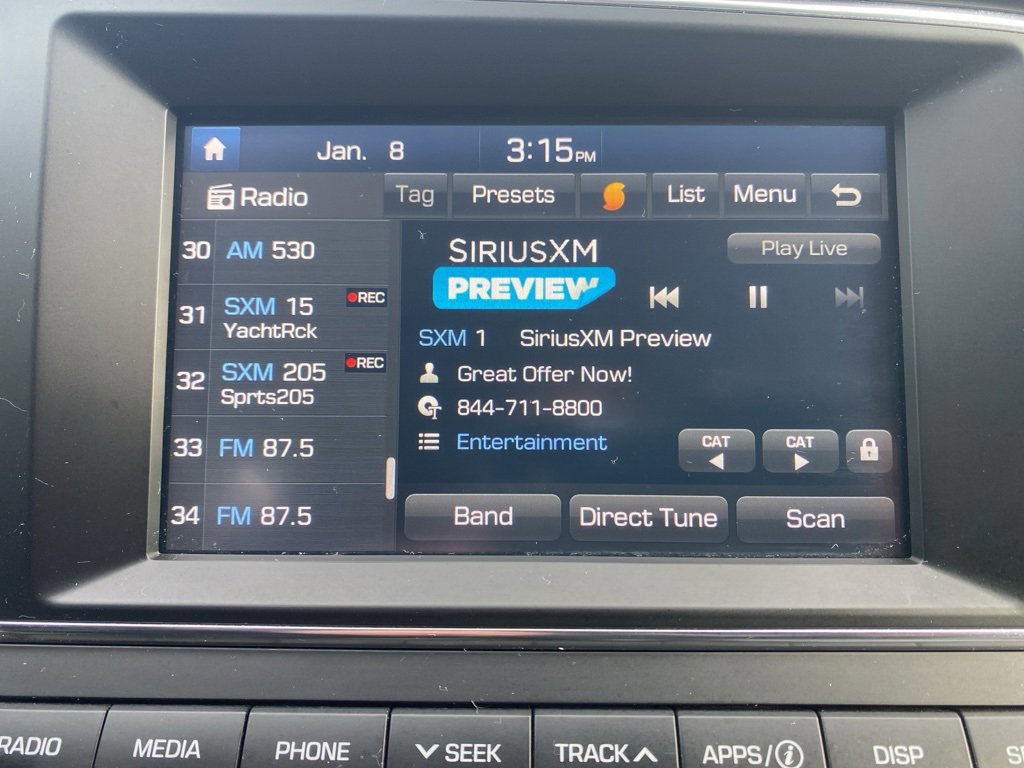 Jan. 8 3:15PM
Radio Tag Presets List Menu
30 AM 530
31 SXM 15 REC
YachtRck
32 SXM 205 REC
Sprts205
33 FM 87.5
34 FM 87.5
SIRIUSXM
PREVIEW
Play Live
SXM 1 SiriusXM Preview
Great Offer Now!
844-711-8800
Entertainment
CAT CAT
Band Direct Tune Scan
RADIO MEDIA PHONE SEEK TRACK APPS/i DISP